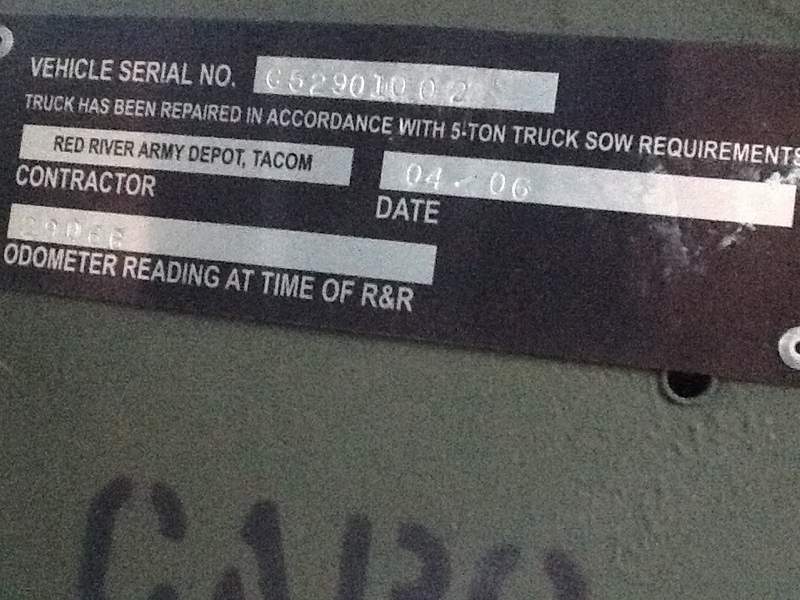 VEHICLE SERIAL NO. C52901002
TRUCK HAS BEEN REPAIRED IN ACCORDANCE WITH 5-TON TRUCK SOW REQUIREMENTS
RED RIVER ARMY DEPOT, TACOM
04 - 06
CONTRACTOR
DATE
ODOMETER READING AT TIME OF R&R